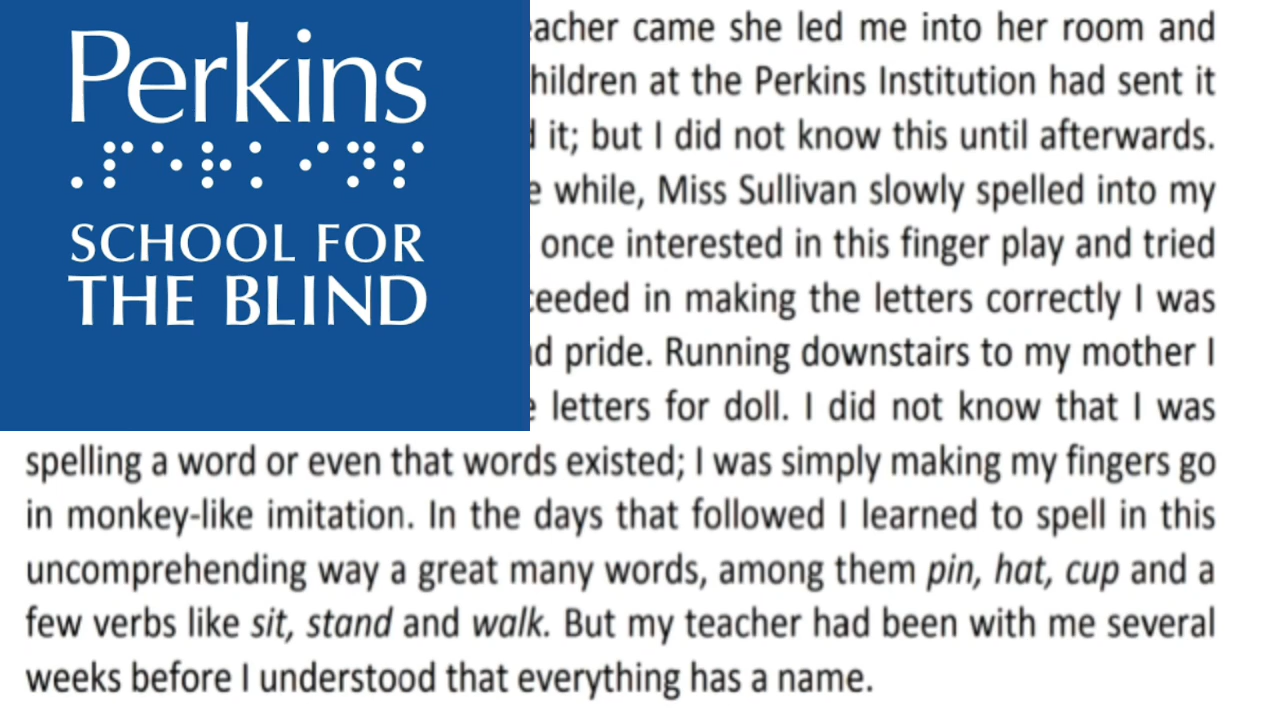 Perkins
⠠⠏⠑⠗⠅⠊⠝⠎
SCHOOL FOR
THE BLIND
came she led me into her room and
at the Perkins Institution had sent it
it; but I did not know this until afterwards.
while, Miss Sullivan slowly spelled into my
once interested in this finger play and tried
in making the letters correctly I was
pride. Running downstairs to my mother I
letters for doll. I did not know that I was
spelling a word or even that words existed; I was simply making my fingers go
in monkey-like imitation. In the days that followed I learned to spell in this
uncomprehending way a great many words, among them pin, hat, cup and a
few verbs like sit, stand and walk. But my teacher had been with me several
weeks before I understood that everything has a name.